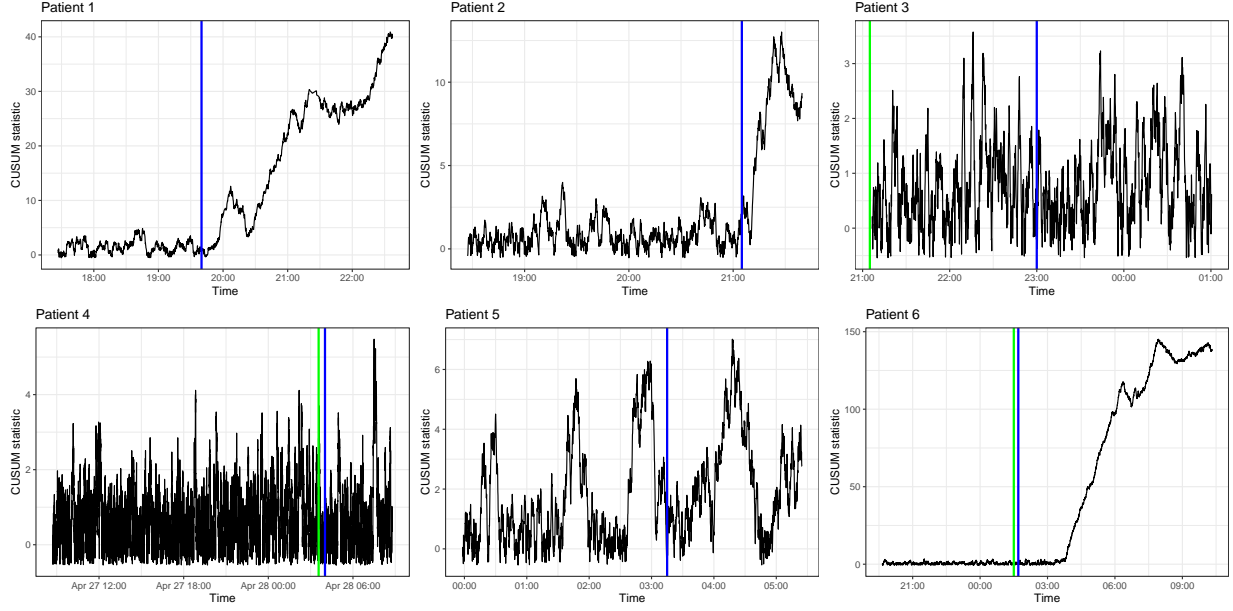 Patient 1
CUSUM statistic
40
30
20
10
0
18:00 19:00 20:00 21:00 22:00
Time
Patient 2
CUSUM statistic
10
5
0
19:00 20:00 21:00
Time
Patient 3
CUSUM statistic
3
2
1
0
21:00 22:00 23:00 00:00 01:00
Time
Patient 4
CUSUM statistic
4
2
0
Apr 27 12:00 Apr 27 18:00 Apr 28 00:00 Apr 28 06:00
Time
Patient 5
CUSUM statistic
6
4
2
0
00:00 01:00 02:00 03:00 04:00 05:00
Time
Patient 6
CUSUM statistic
150
100
50
0
21:00 00:00 03:00 06:00 09:00
Time